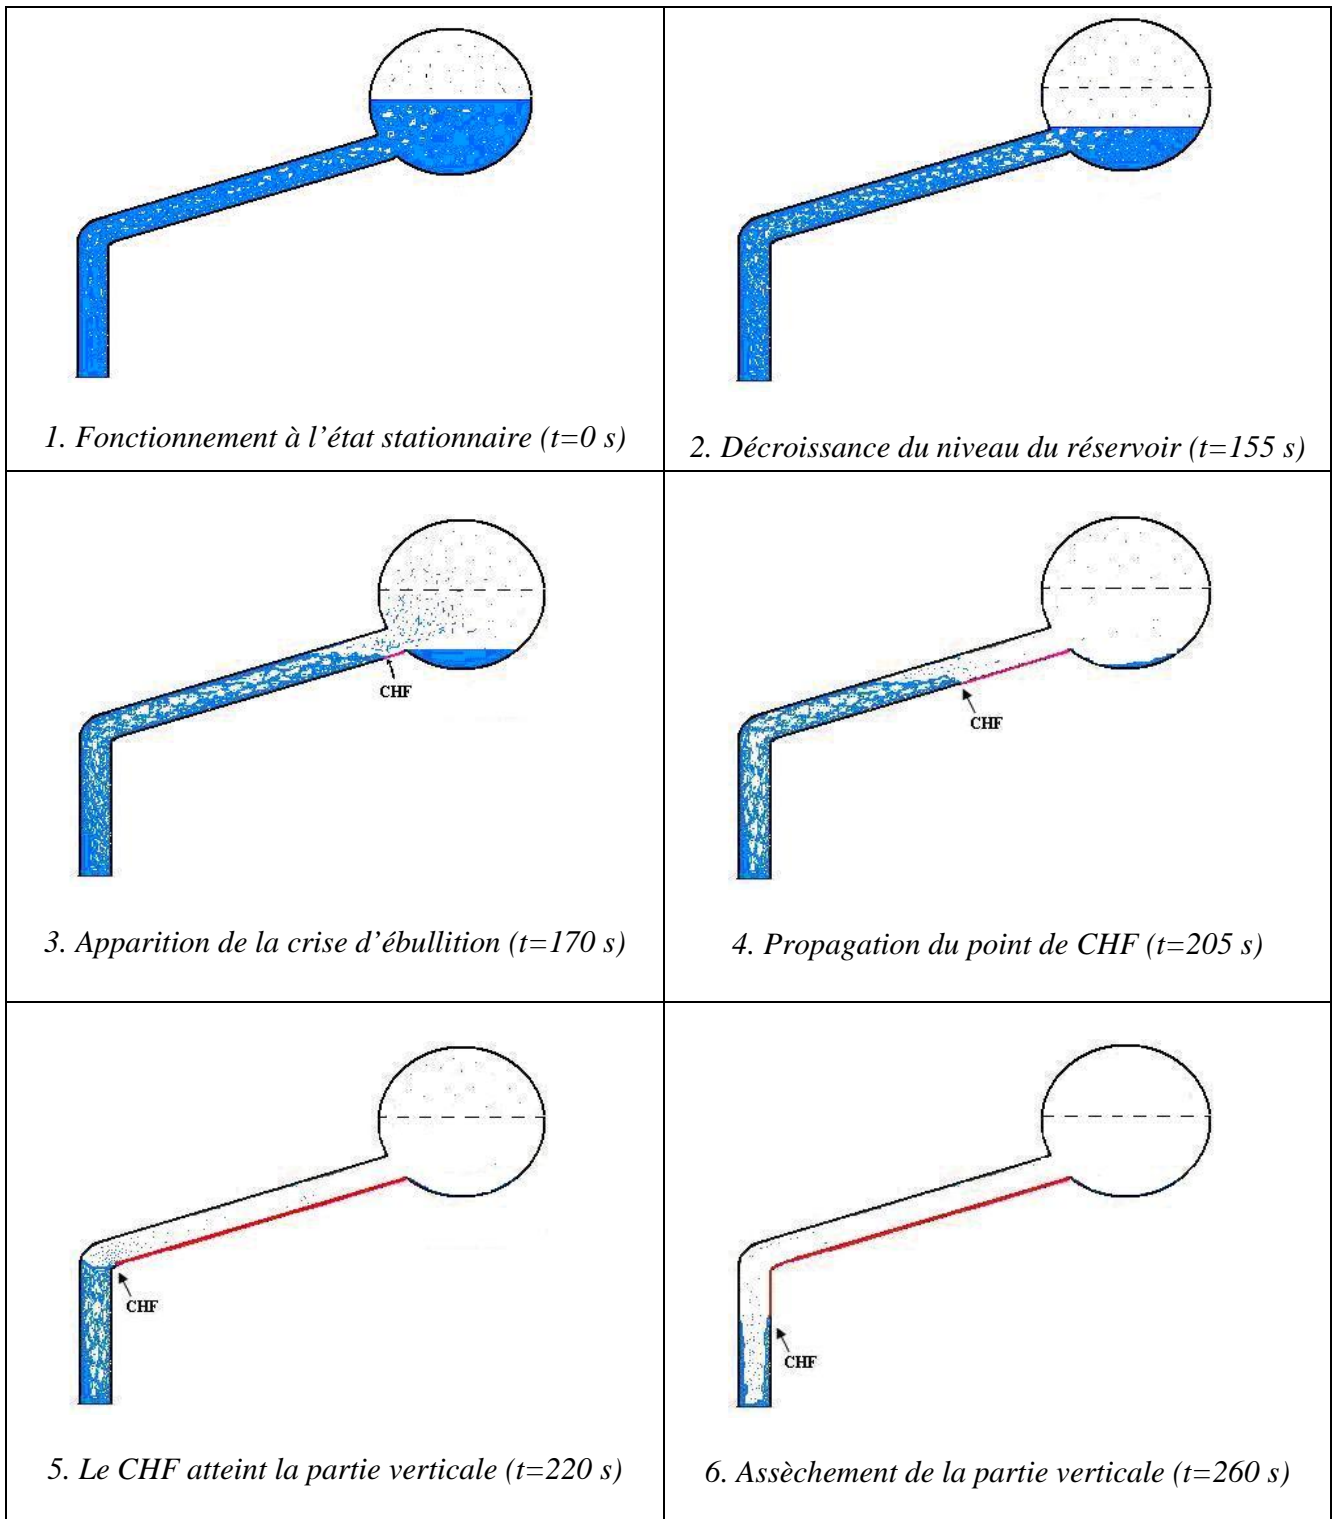 1. Fonctionnement à l'état stationnaire (t=0 s)
2. Décroissance du niveau du réservoir (t=155 s)
CHF
3. Apparition de la crise d'ébullition (t=170 s)
CHF
4. Propagation du point de CHF (t=205 s)
CHF
5. Le CHF atteint la partie verticale (t=220 s)
CHF
6. Assèchement de la partie verticale (t=260 s)